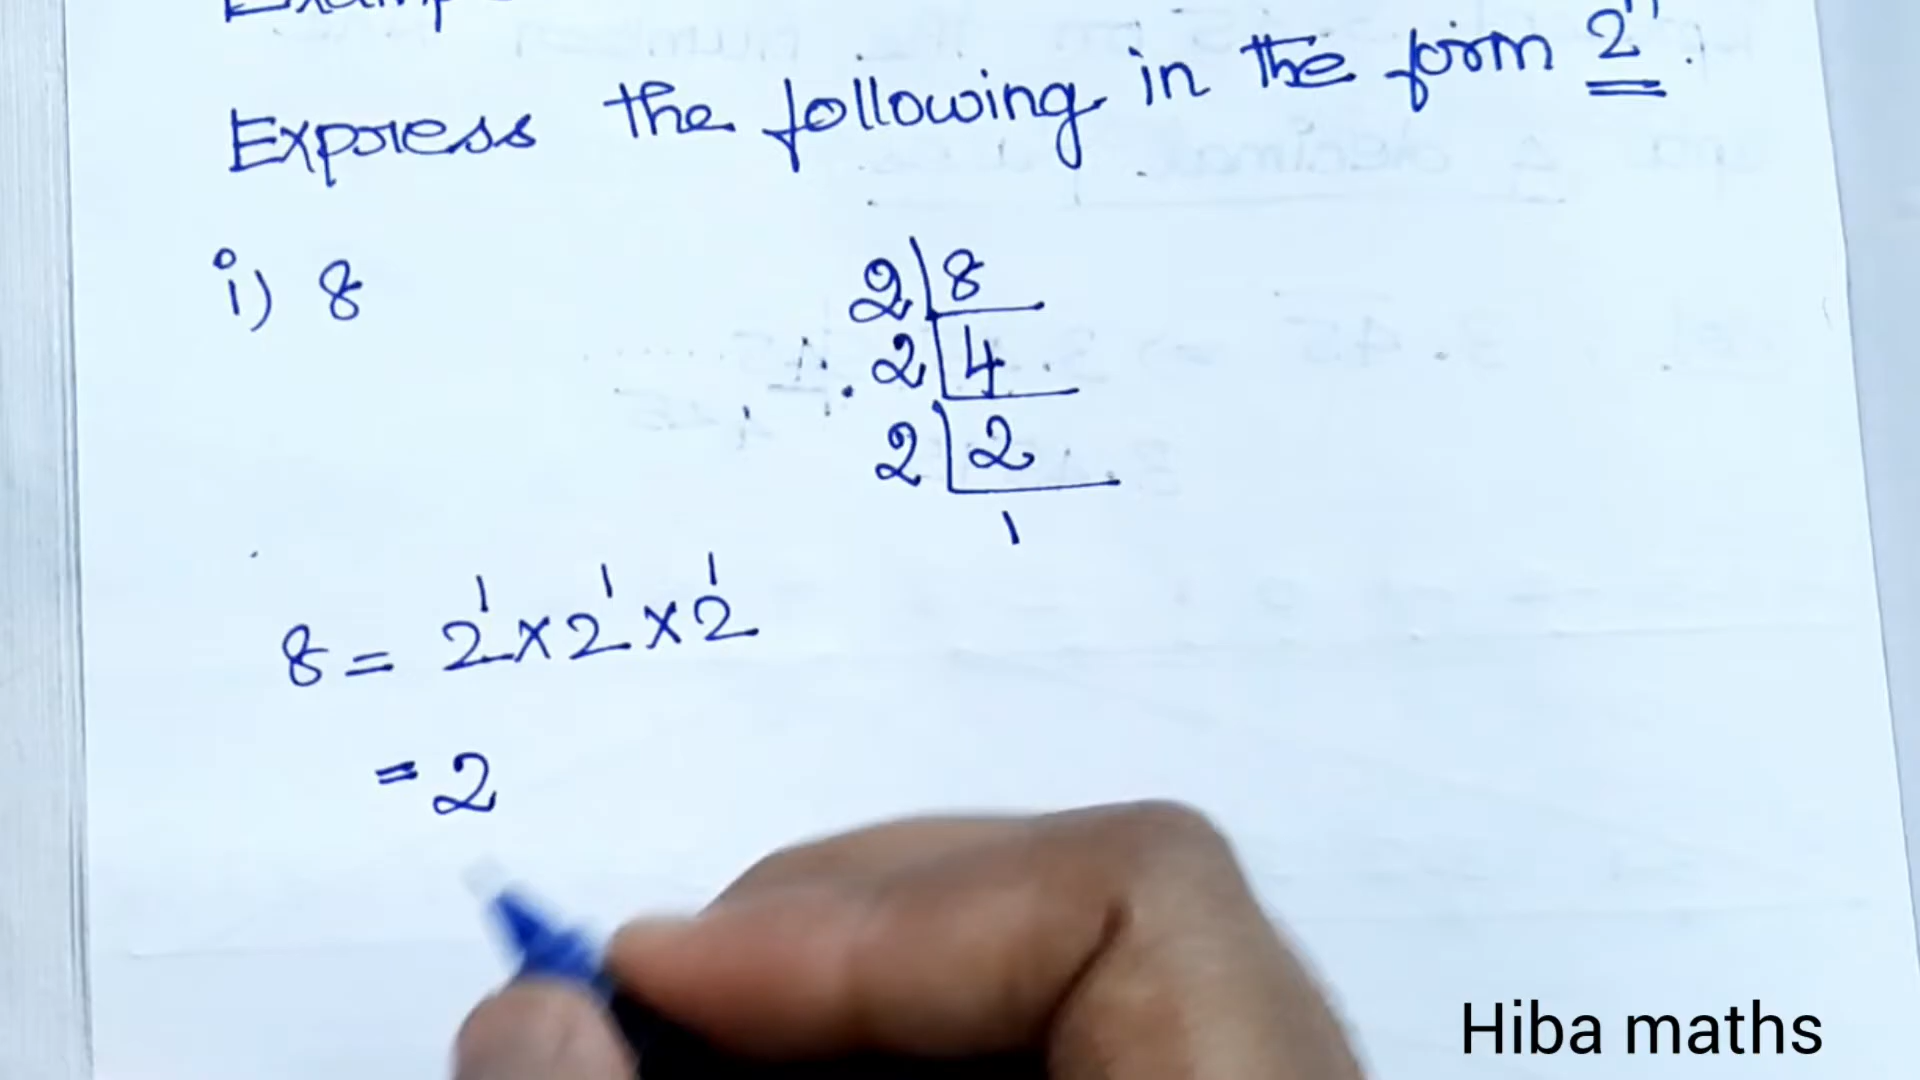 Express the following in the form 2ⁿ.
i) 8
2|8
2|4
2|2
1
8 = 2¹×2¹×2¹
= 2
Hiba maths